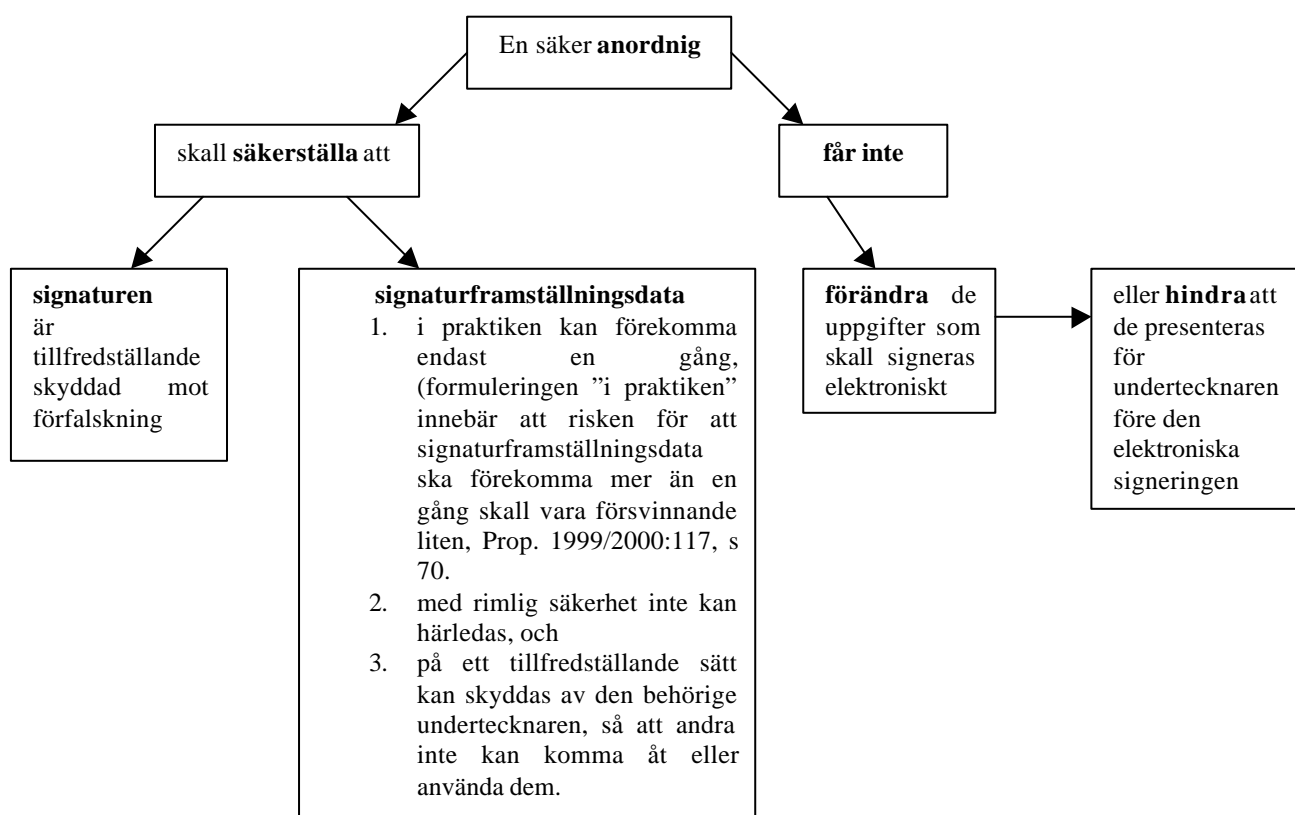 En säker anordnig
skall säkerställa att
får inte
signaturen
är
tillfredställande
skyddad mot
förfalskning
signaturframställningsdata
1. i praktiken kan förekomma
endast en gång,
(formuleringen ”i praktiken”
innebär att risken för att
signaturframställningsdata
ska förekomma mer än en
gång skall vara försvinnande
liten, Prop. 1999/2000:117, s
70.
2. med rimlig säkerhet inte kan
härledas, och
3. på ett tillfredställande sätt
kan skyddas av den behörige
undertecknaren, så att andra
inte kan komma åt eller
använda dem.
förändra de
uppgifter som
skall signeras
elektroniskt
eller hindra att
de presenteras
för
undertecknaren
före den
elektroniska
signeringen